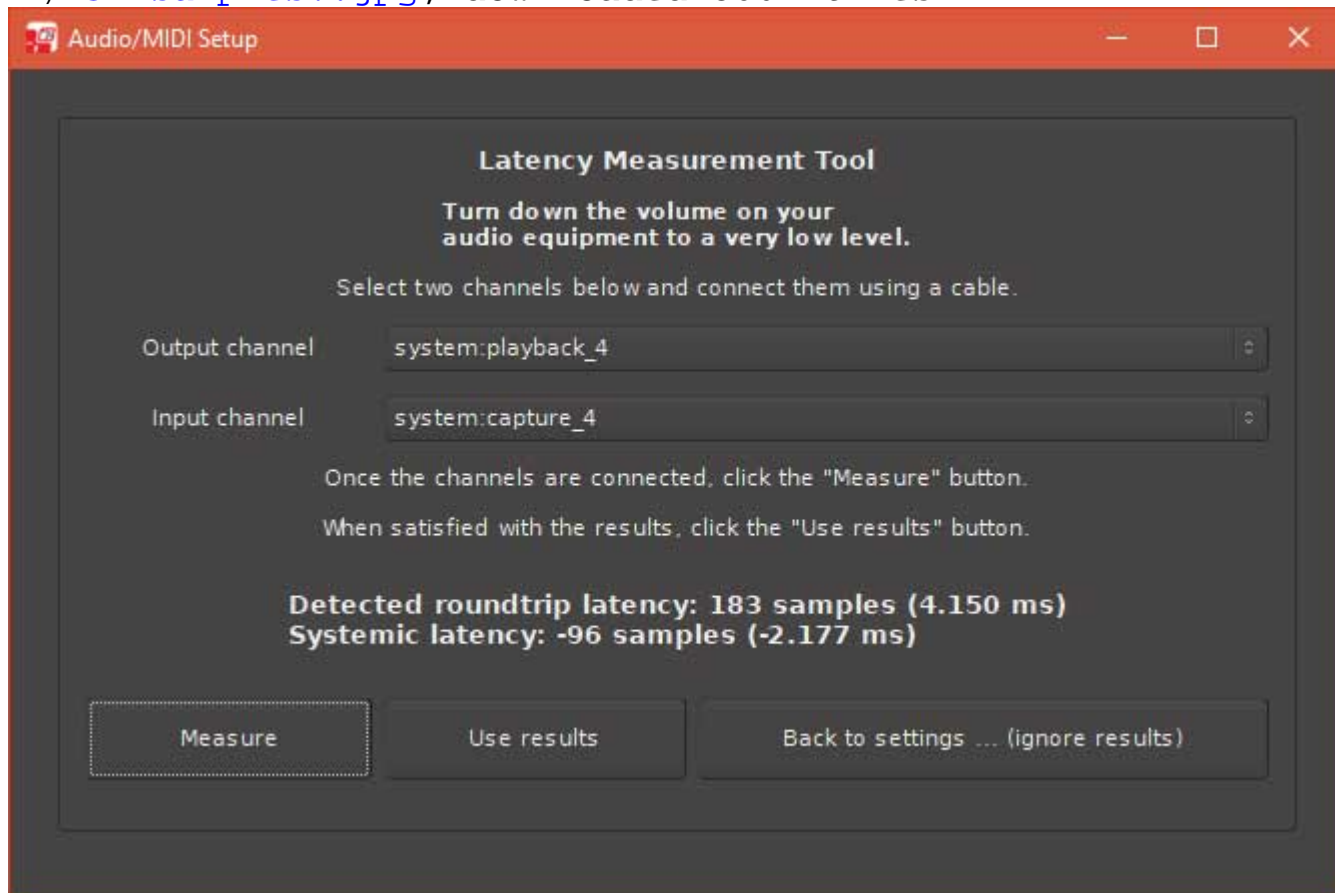 Audio/MIDI Setup
Latency Measurement Tool
Turn down the volume on your
audio equipment to a very low level.
Select two channels below and connect them using a cable.
Output channel system:playback_4
Input channel system:capture_4
Once the channels are connected, click the "Measure" button.
When satisfied with the results, click the "Use results" button.
Detected roundtrip latency: 183 samples (4.150 ms)
Systemic latency: -96 samples (-2.177 ms)
Measure Use results Back to settings ... (ignore results)